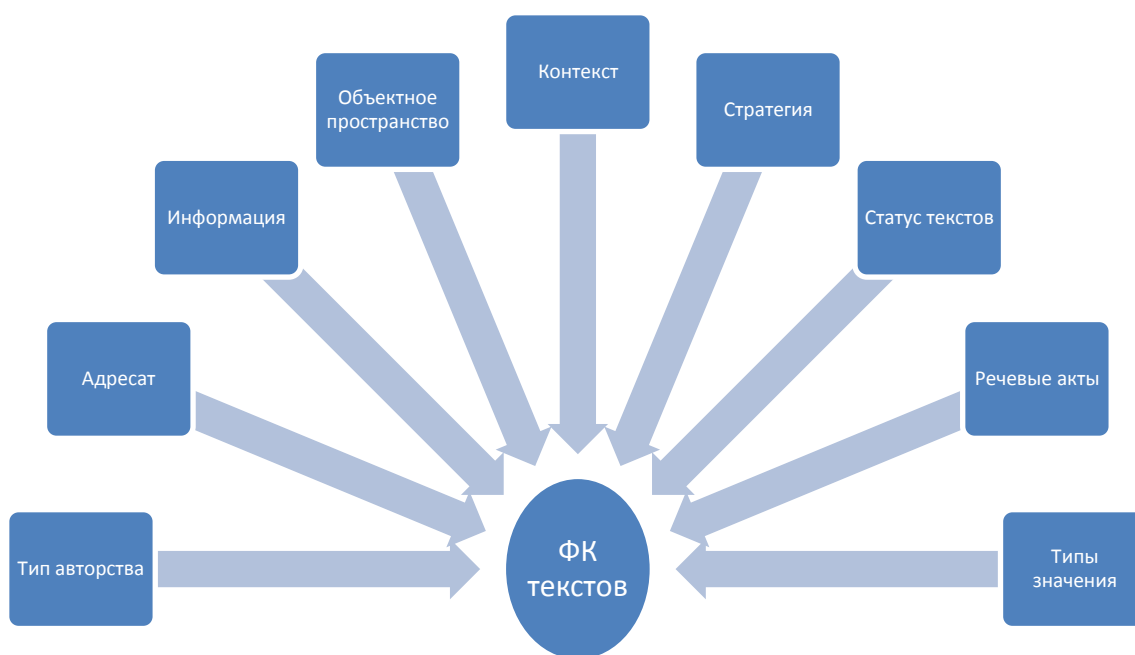 Контекст
Объектное
пространство
Стратегия
Информация
Статус текстов
Адресат
Речевые акты
Тип авторства
ФК
текстов
Типы
значения